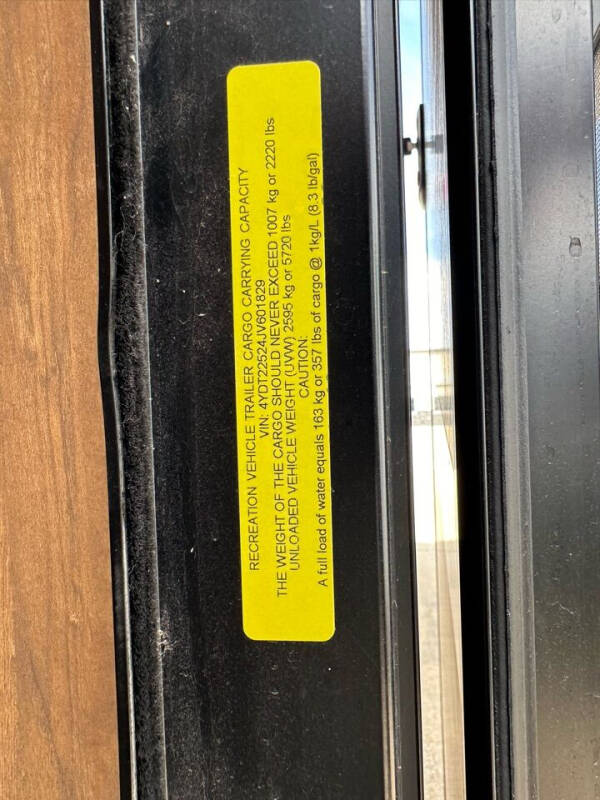 RECREATION VEHICLE TRAILER CARGO CARRYING CAPACITY
VIN: 4YDT22524JV601829
THE WEIGHT OF THE CARGO SHOULD NEVER EXCEED 1007 kg or 2220 lbs
UNLOADED VEHICLE WEIGHT (UVW) 2595 kg or 5720 lbs
CAUTION:
A full load of water equals 163 kg or 357 lbs of cargo @ 1kg/L (8.3 lb/gal)